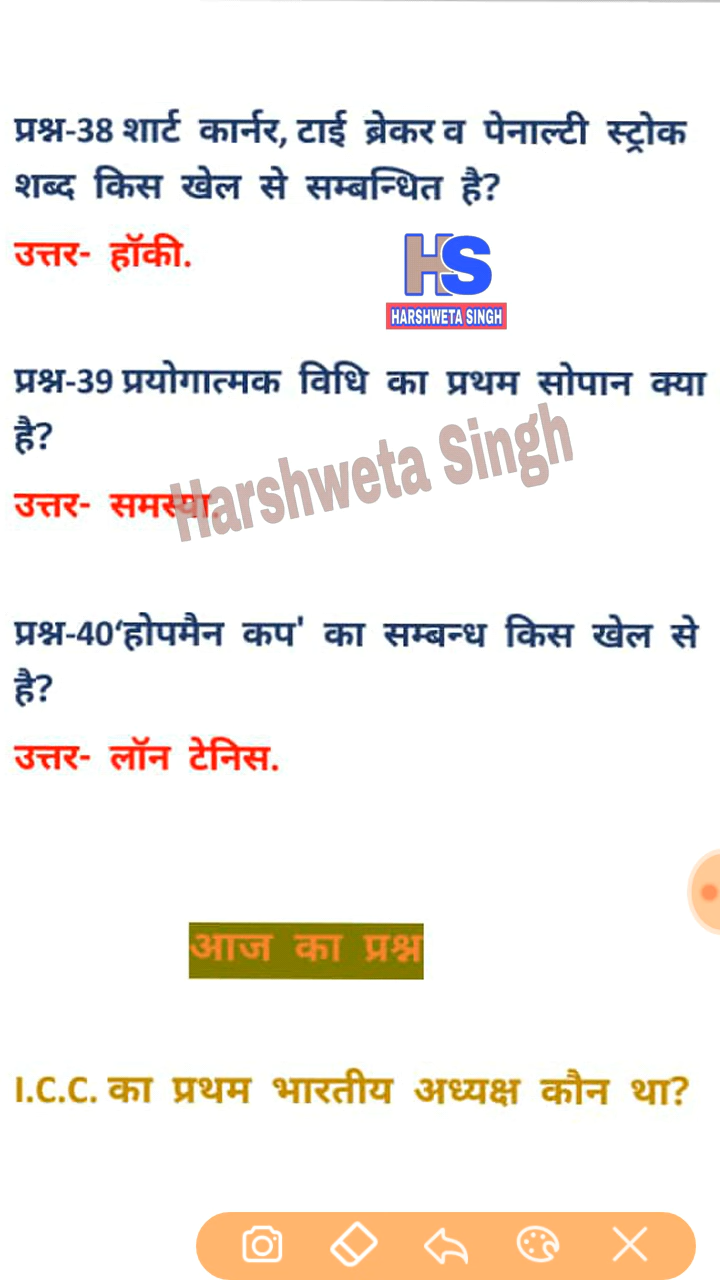 प्रश्न-38 शार्ट कार्नर, टाई ब्रेकर व पेनाल्टी स्ट्रोक
शब्द किस खेल से सम्बन्धित है?
उत्तर- हॉकी.
HS
HARSHWETA SINGH
प्रश्न-39 प्रयोगात्मक विधि का प्रथम सोपान क्या
है?
Harshweta Singh
उत्तर- समस्या.
प्रश्न-40‘होपमैन कप' का सम्बन्ध किस खेल से
है?
उत्तर- लॉन टेनिस.
आज का प्रश्न
I.C.C. का प्रथम भारतीय अध्यक्ष कौन था?